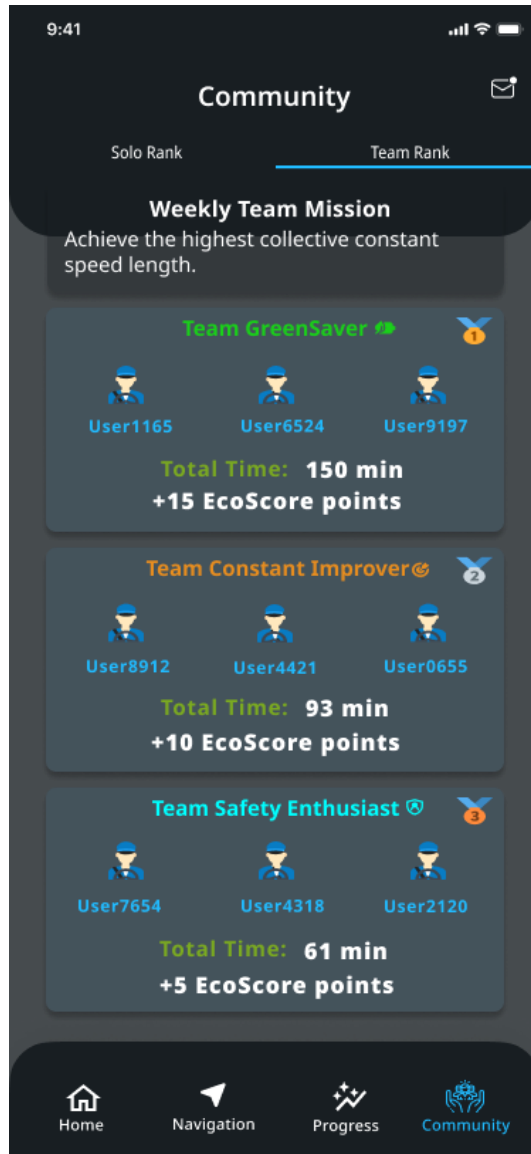 9:41
Community
Solo Rank
Team Rank
Weekly Team Mission
Achieve the highest collective constant
speed length.
Team GreenSaver
1
User1165
User6524
User9197
Total Time: 150 min
+15 EcoScore points
Team Constant Improver
2
User8912
User4421
User0655
Total Time: 93 min
+10 EcoScore points
Team Safety Enthusiast
3
User7654
User4318
User2120
Total Time: 61 min
+5 EcoScore points
Home
Navigation
Progress
Community